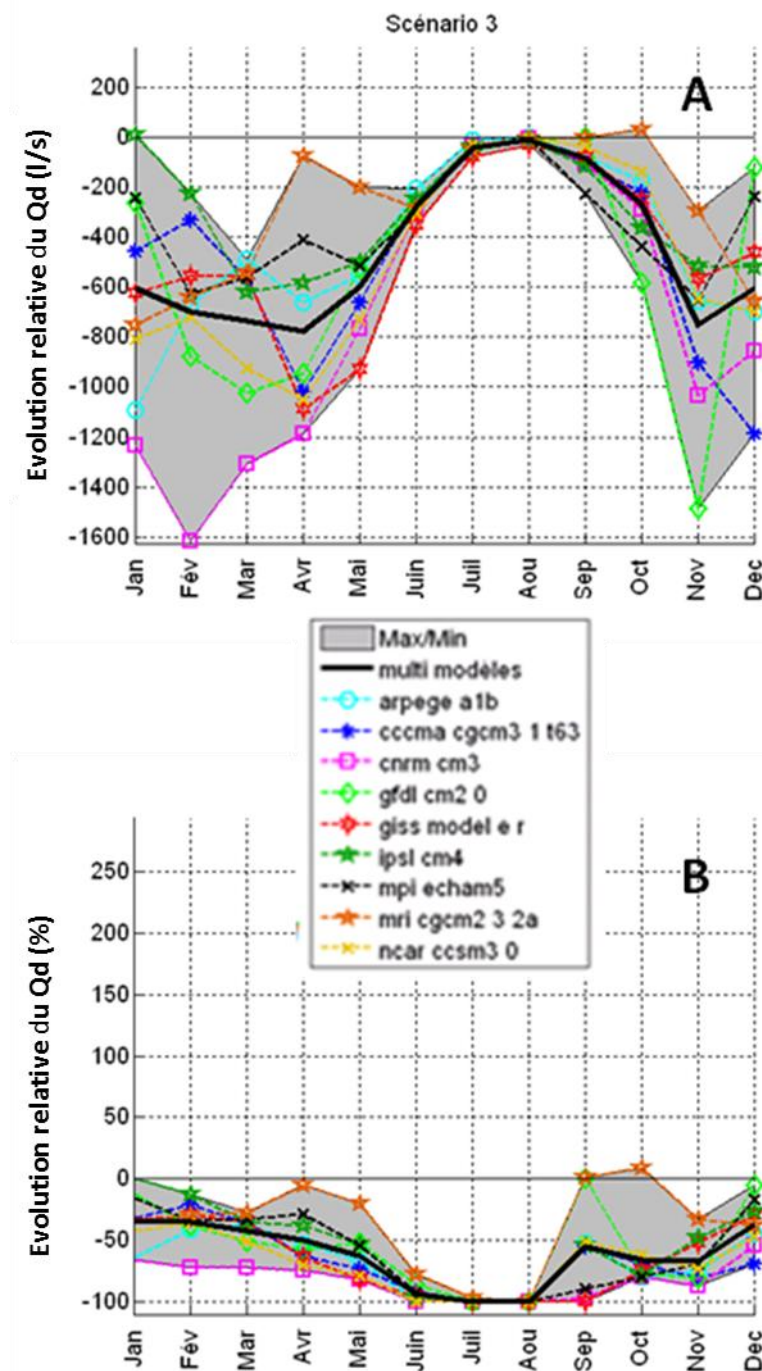 Scénario 3
A
Evolution relative du Qd (l/s)
200
0
-200
-400
-600
-800
-1000
-1200
-1400
-1600
Jan Fév Mar Avr Mai Juin Juil Aou Sep Oct Nov Dec
Max/Min
multi modèles
arpege a1b
cccma cgcm3 1 t63
cnrm cm3
gfdl cm2 0
giss model e r
ipsl cm4
mpi echam5
mri cgcm2 3 2a
ncar ccsm3 0
B
Evolution relative du Qd (%)
250
200
150
100
50
0
-50
-100
Jan Fév Mar Avr Mai Juin Juil Aou Sep Oct Nov Dec